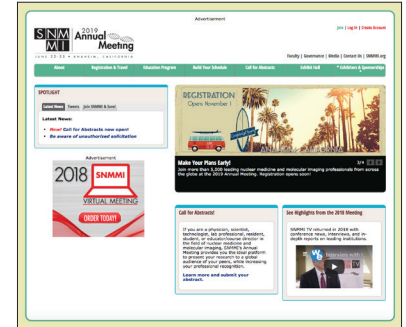 Advertisement
Join | Log In | Create Account
SNM
MI
2019
Annual
Meeting
JUNE 22-25 • ANAHEIM, CALIFORNIA
Faculty | Governance | Media | Contact Us | SNMMI.org
About
Registration & Travel
Education Program
Build Your Schedule
Call for Abstracts
Exhibit Hall
* Exhibitors & Sponsorships
SPOTLIGHT
Latest News
Tweets
Join SNMMI & Save!
Latest News:
New! Call for Abstracts now open!
Be aware of unauthorized solicitation
Advertisement
2018
SNMMI
VIRTUAL MEETING
ORDER TODAY!
REGISTRATION
Opens November 1
Make Your Plans Early!
3/4
Join more than 5,000 leading nuclear medicine and molecular imaging professionals from across
the globe at the 2019 Annual Meeting. Registration opens soon!
Call for Abstracts!
If you are a physician, scientist,
technologist, lab professional, resident,
student, or educator/course director in
the field of nuclear medicine and
molecular imaging, SNMMI's Annual
Meeting provides you the ideal platform
to present your research to a global
audience of your peers, while increasing
your professional recognition.
Learn more and submit your
abstract.
See Highlights from the 2018 Meeting
SNMMI TV returned in 2018 with
conference news, interviews, and in-
depth reports on leading institutions.
Interview with